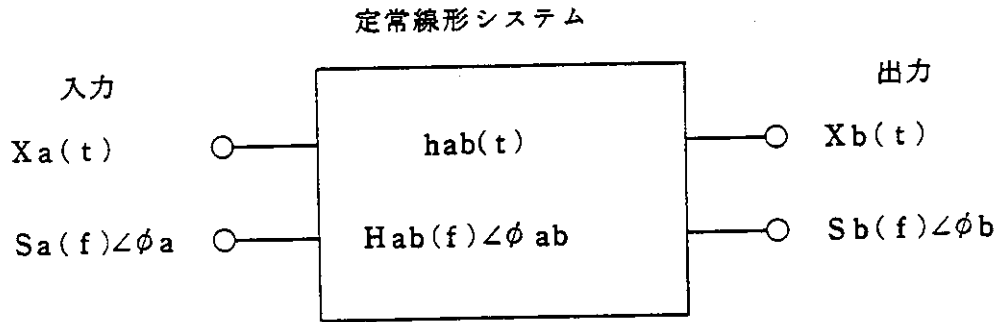 定常線形システム
入力
出力
Xa(t)
hab(t)
Xb(t)
Sa(f)∠φa
Hab(f)∠φab
Sb(f)∠φb